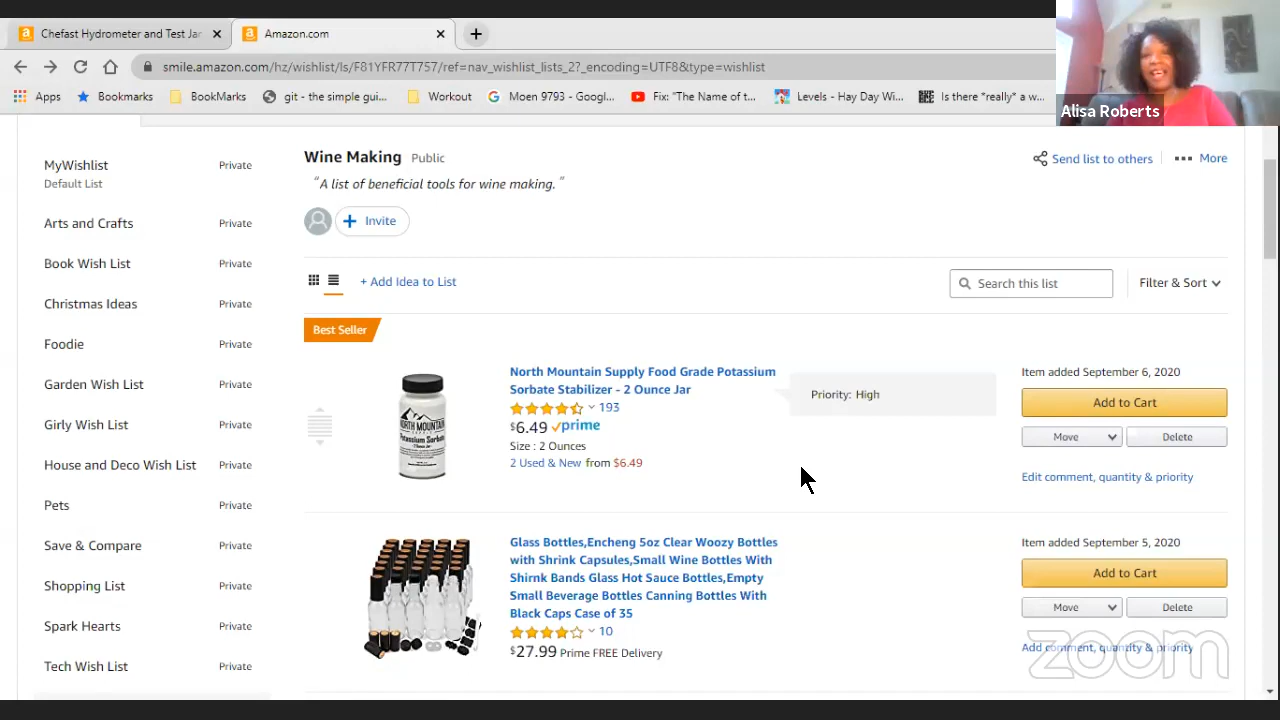 Chefast Hydrometer and Test Jar
Amazon.com
smile.amazon.com/hz/wishlist/ls/F81YFR77T757/ref=nav_wishlist_lists_2?_encoding=UTF8&type=wishlist
Apps Bookmarks BookMarks git - the simple gui... Workout Moen 9793 - Googl... Fix: "The Name of t... Levels - Hay Day Wi... Is there *really* a w...
Alisa Roberts
MyWishlist Private
Default List
Arts and Crafts Private
Book Wish List Private
Christmas Ideas Private
Foodie Private
Garden Wish List Private
Girly Wish List Private
House and Deco Wish List Private
Pets Private
Save & Compare Private
Shopping List Private
Spark Hearts Private
Tech Wish List Private
Wine Making Public
Send list to others
More
"A list of beneficial tools for wine making. "
Invite
+ Add Idea to List
Search this list
Filter & Sort
Best Seller
NORTH MOUNTAIN
Potassium
Sorbate
North Mountain Supply Food Grade Potassium
Sorbate Stabilizer - 2 Ounce Jar
193
$6.49 prime
Size : 2 Ounces
2 Used & New from $6.49
Priority: High
Item added September 6, 2020
Add to Cart
Move
Delete
Edit comment, quantity & priority
Glass Bottles,Encheng 5oz Clear Woozy Bottles
with Shrink Capsules,Small Wine Bottles With
Shirnk Bands Glass Hot Sauce Bottles,Empty
Small Beverage Bottles Canning Bottles With
Black Caps Case of 35
10
$27.99 Prime FREE Delivery
Item added September 5, 2020
Add to Cart
Move
Delete
Add comment, quantity & priority
zoom